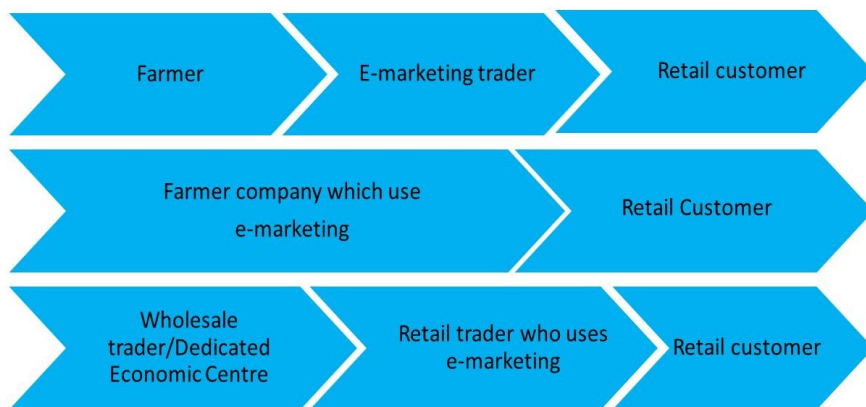 Farmer
E-marketing trader
Retail customer
Farmer company which use
e-marketing
Retail Customer
Wholesale
trader/Dedicated
Economic Centre
Retail trader who uses
e-marketing
Retail customer